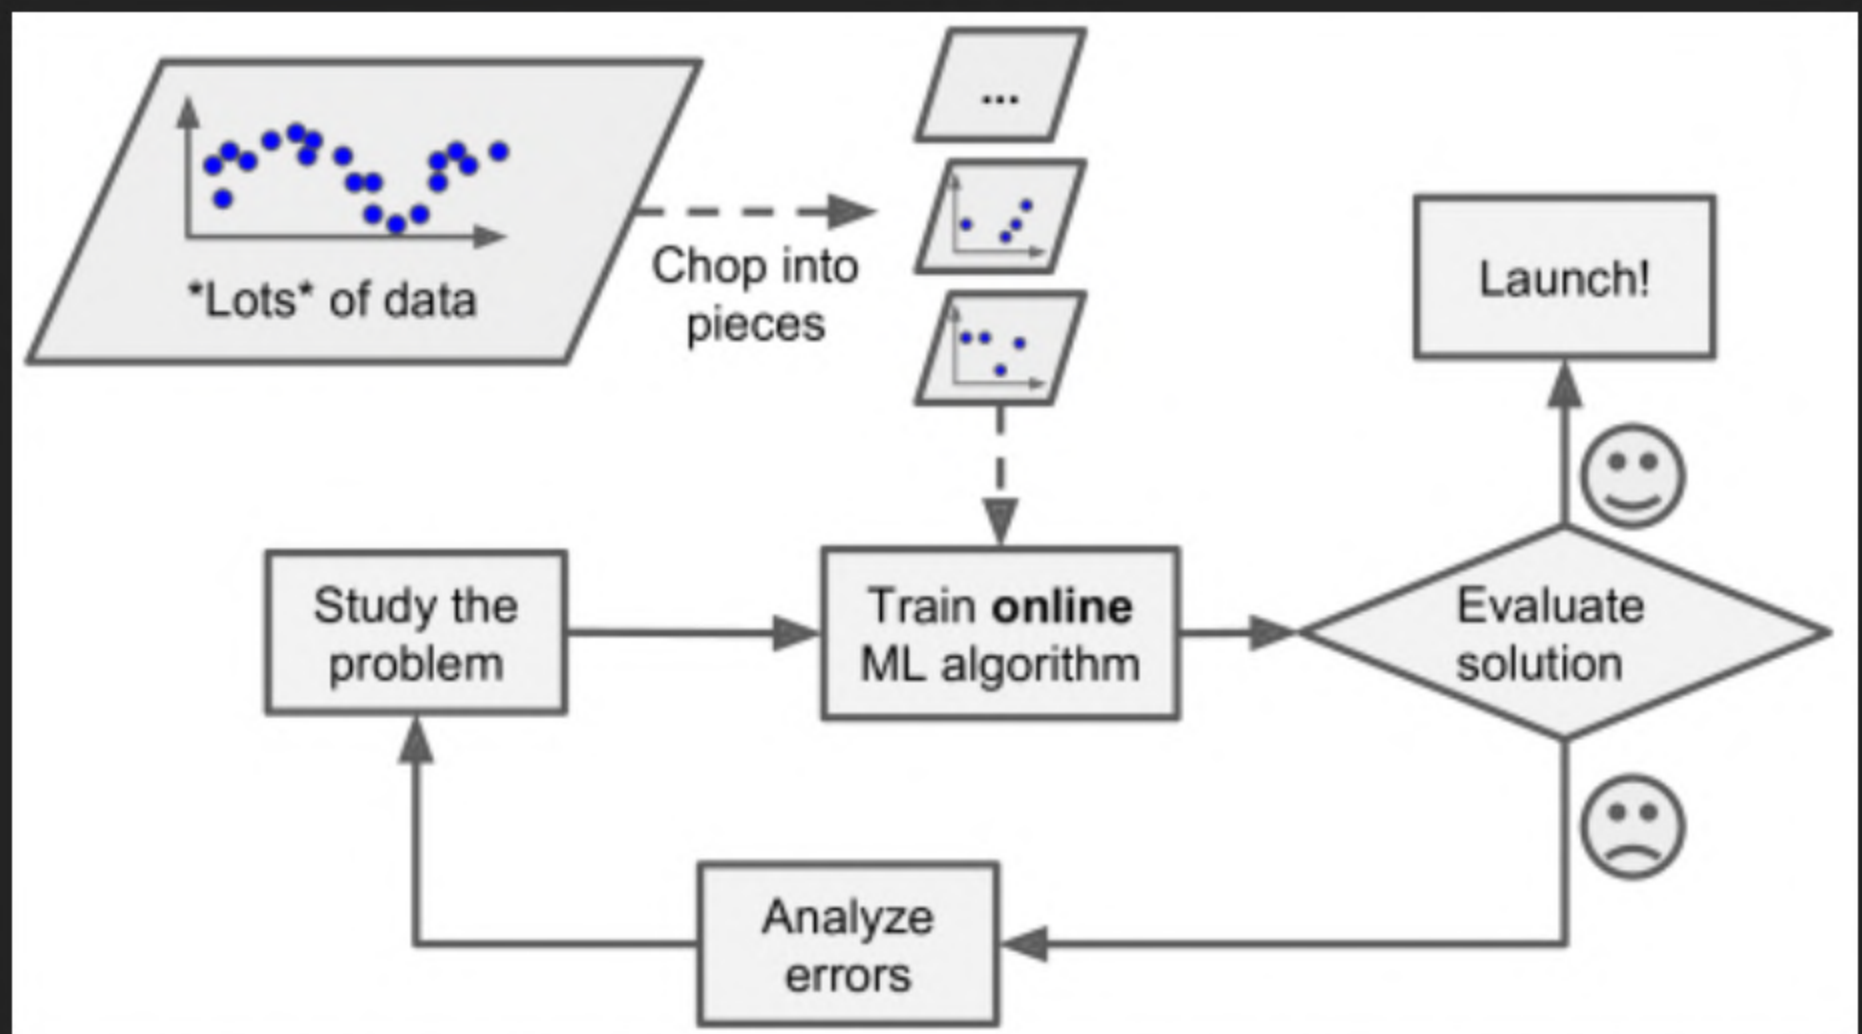 *Lots* of data
Chop into
pieces
...
Launch!
Study the
problem
Train online
ML algorithm
Evaluate
solution
Analyze
errors